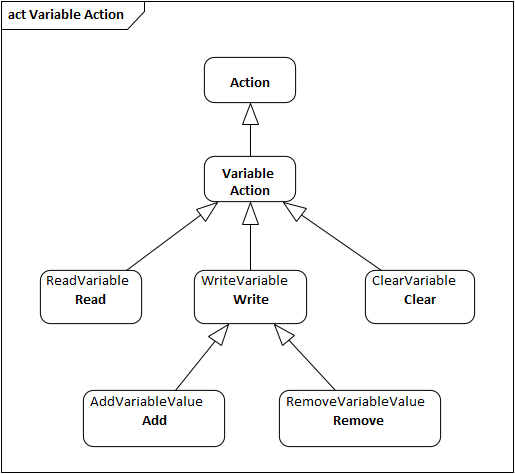 act Variable Action
Action
Variable
Action
ReadVariable
Read
WriteVariable
Write
ClearVariable
Clear
AddVariableValue
Add
RemoveVariableValue
Remove